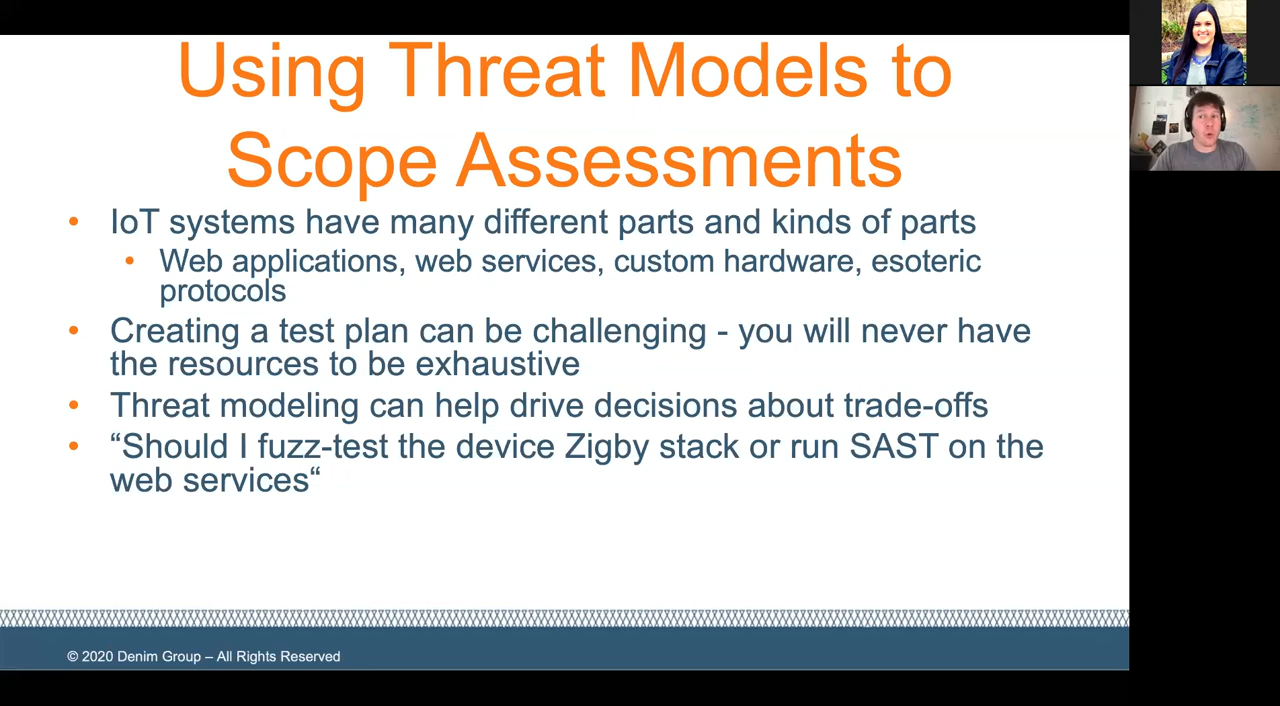 Using Threat Models to
Scope Assessments
• IoT systems have many different parts and kinds of parts
• Web applications, web services, custom hardware, esoteric
protocols
• Creating a test plan can be challenging - you will never have
the resources to be exhaustive
• Threat modeling can help drive decisions about trade-offs
• “Should I fuzz-test the device Zigby stack or run SAST on the
web services“
© 2020 Denim Group – All Rights Reserved